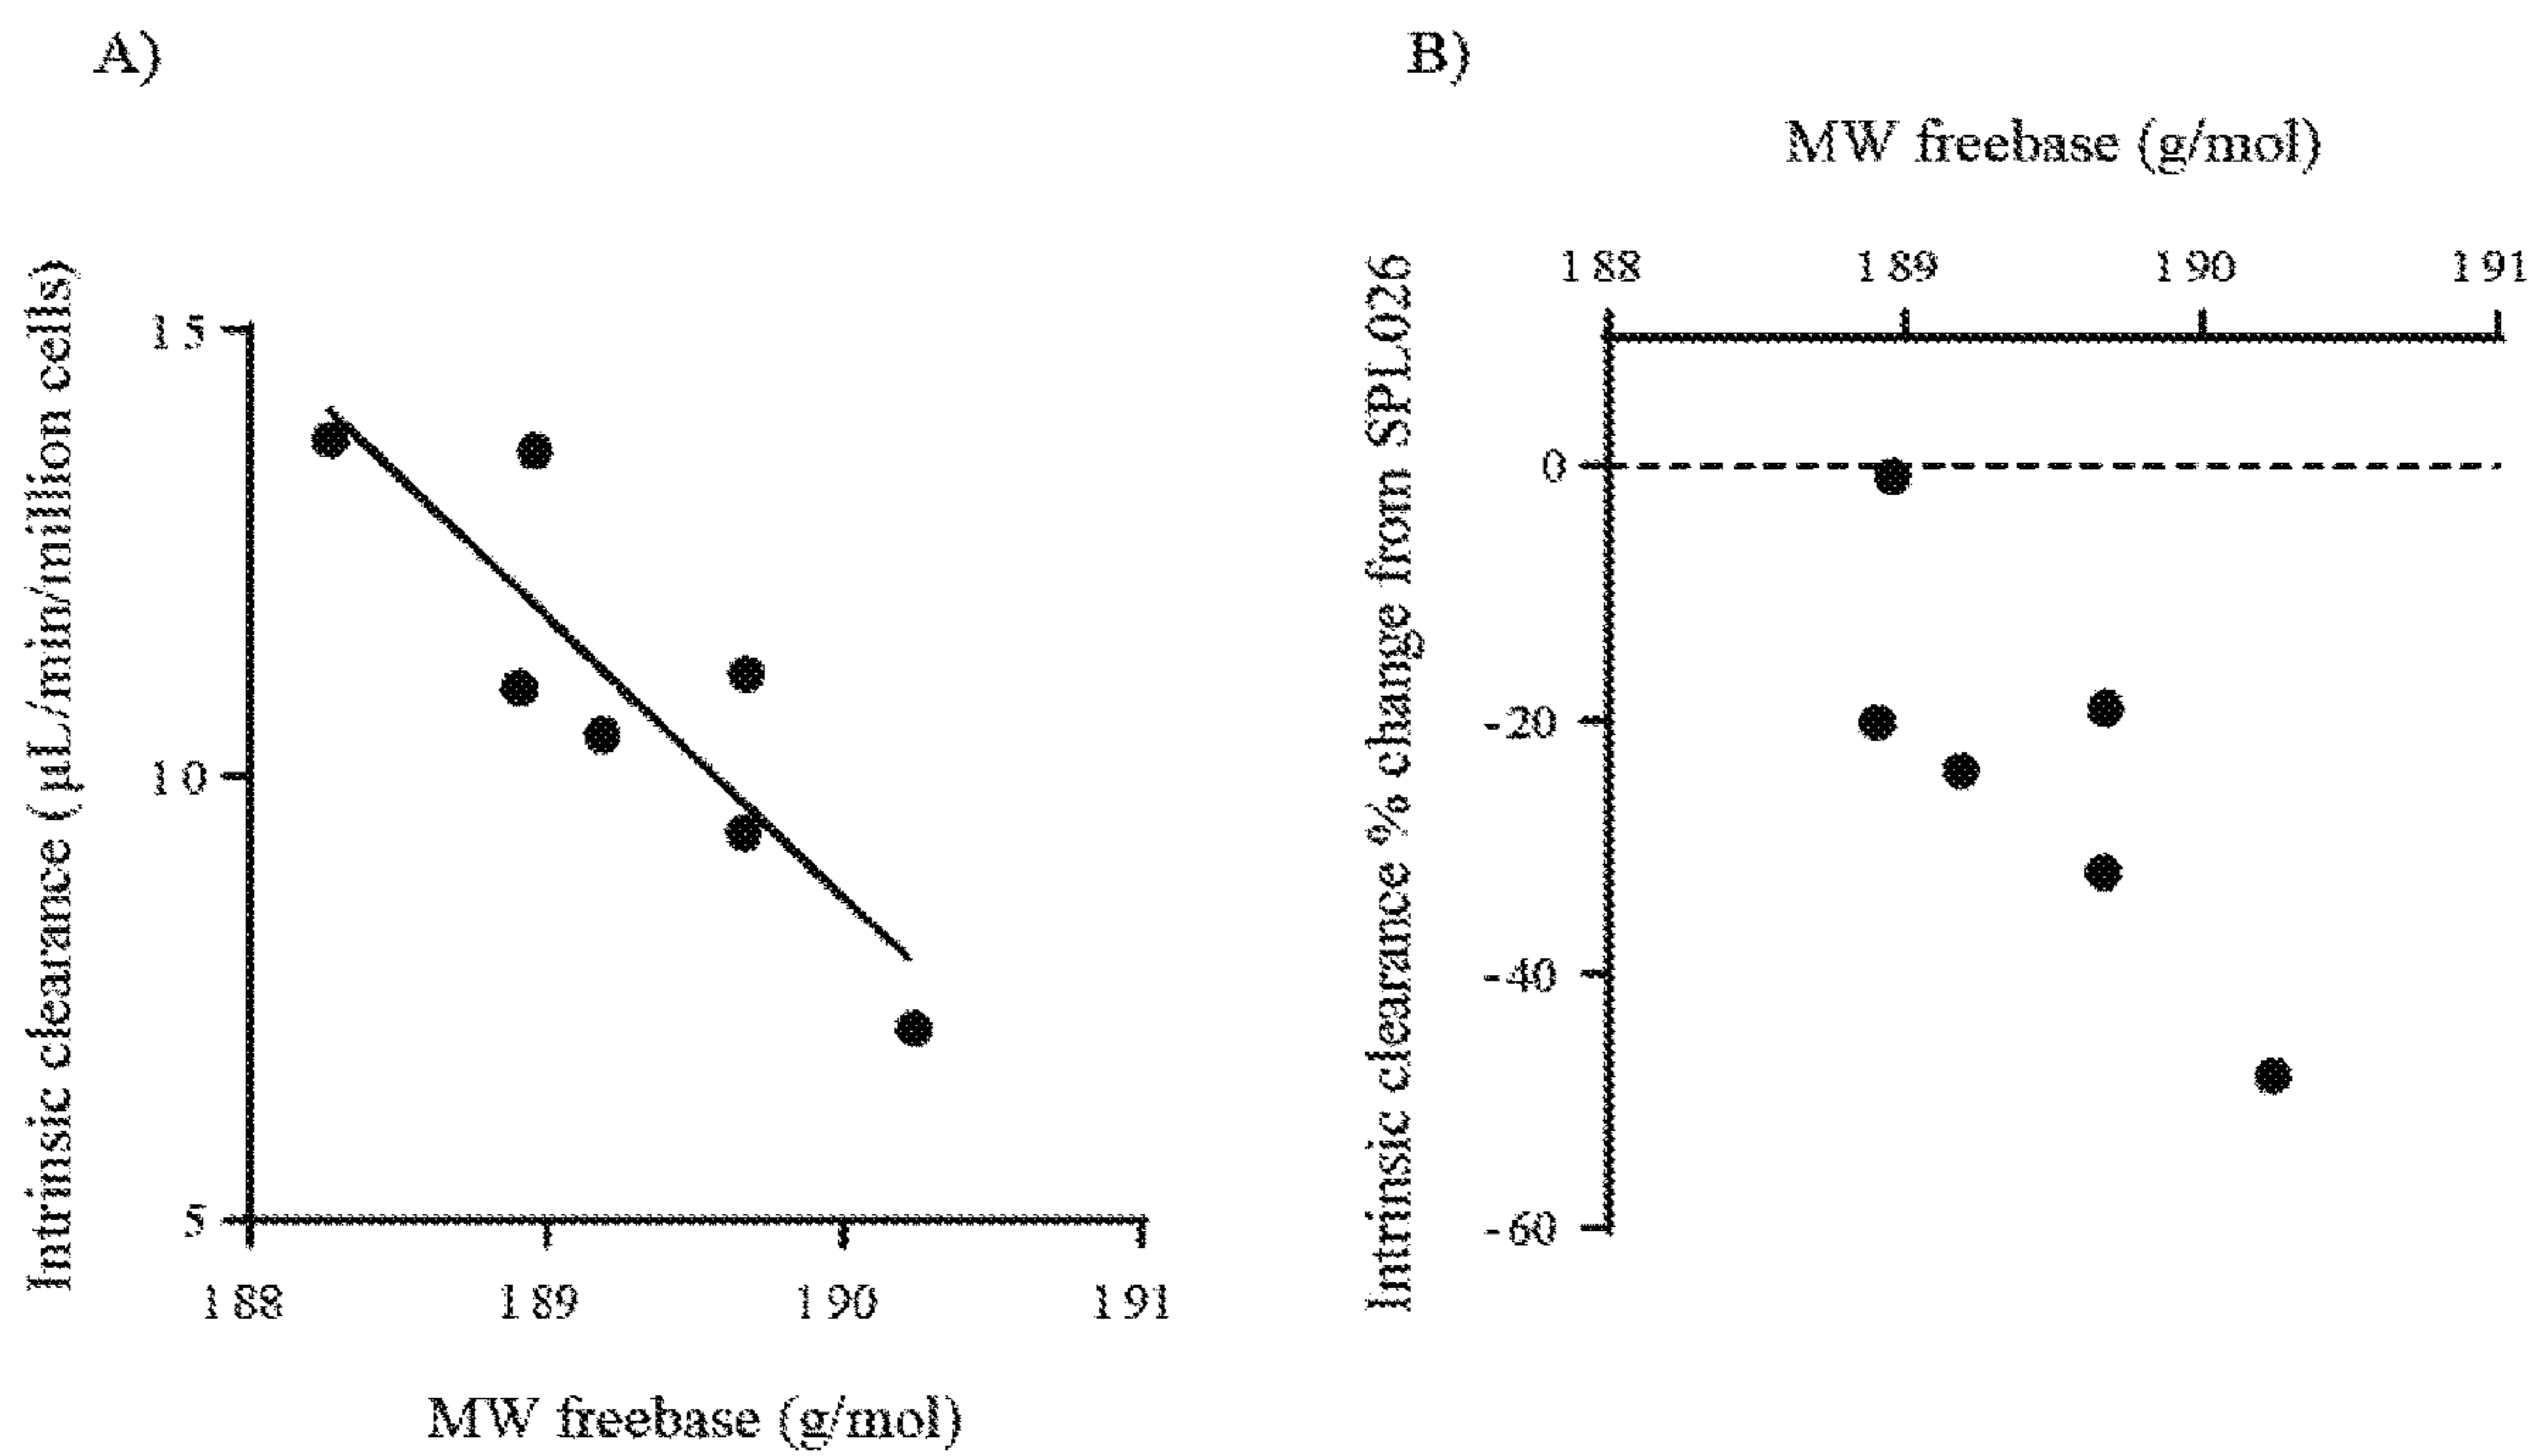 A)
Intrinsic clearance (µL/min/million cells)
15
10
5
188 189 190 191
MW freebase (g/mol)
B)
MW freebase (g/mol)
188 189 190 191
Intrinsic clearance % change from SPL026
0
-20
-40
-60